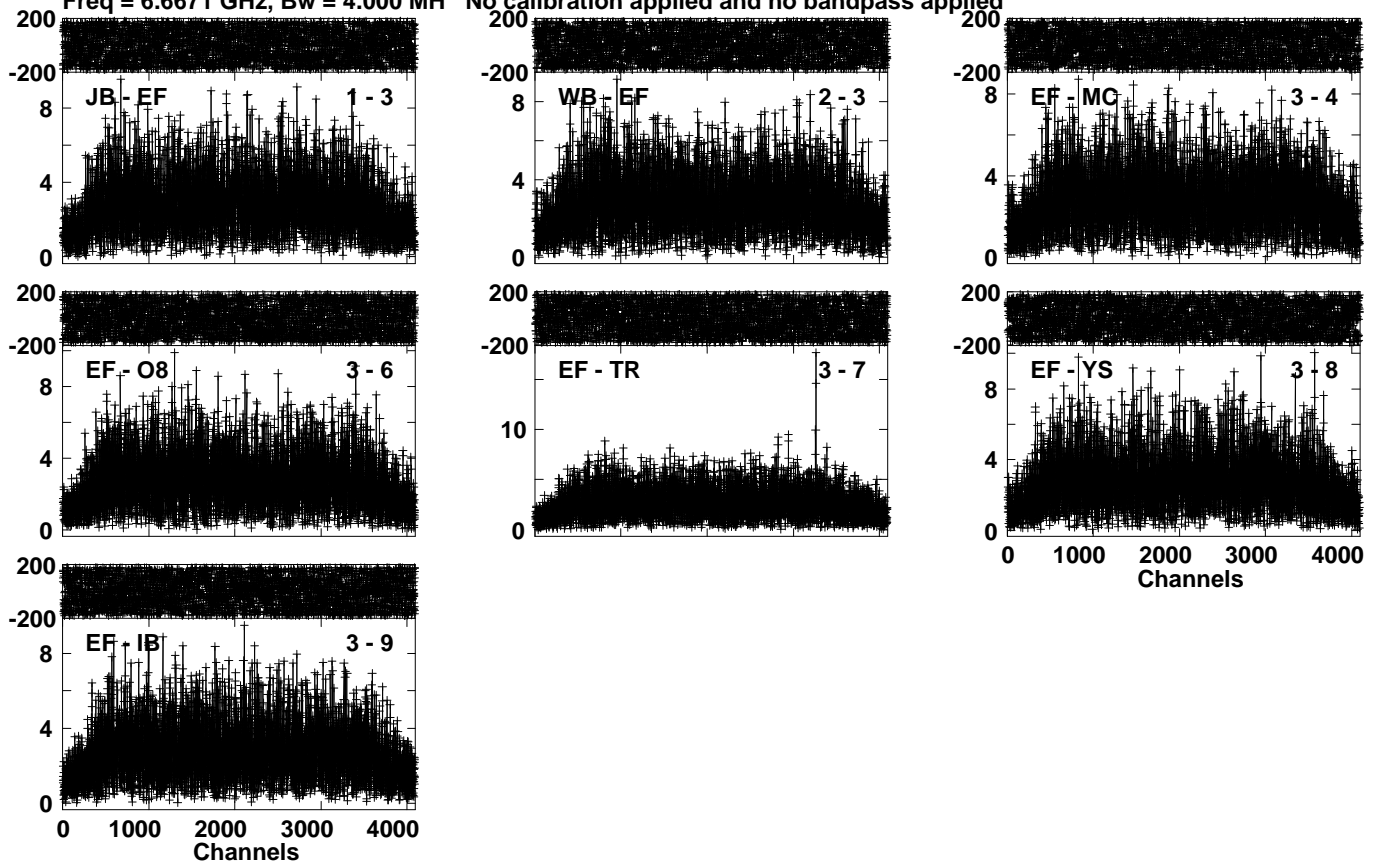 Freq = 6.6671 GHz, Bw = 4.000 MH No calibration applied and no bandpass applied
200
-200
JB - EF 1 - 3
8
4
0
200
-200
WB - EF 2 - 3
8
4
0
200
-200
EF - MC 3 - 4
8
4
0
200
-200
EF - O8 3 - 6
8
4
0
200
-200
EF - TR 3 - 7
10
0
200
-200
EF - YS 3 - 8
8
4
0
0 1000 2000 3000 4000
Channels
200
-200
EF - IB 3 - 9
8
4
0
0 1000 2000 3000 4000
Channels